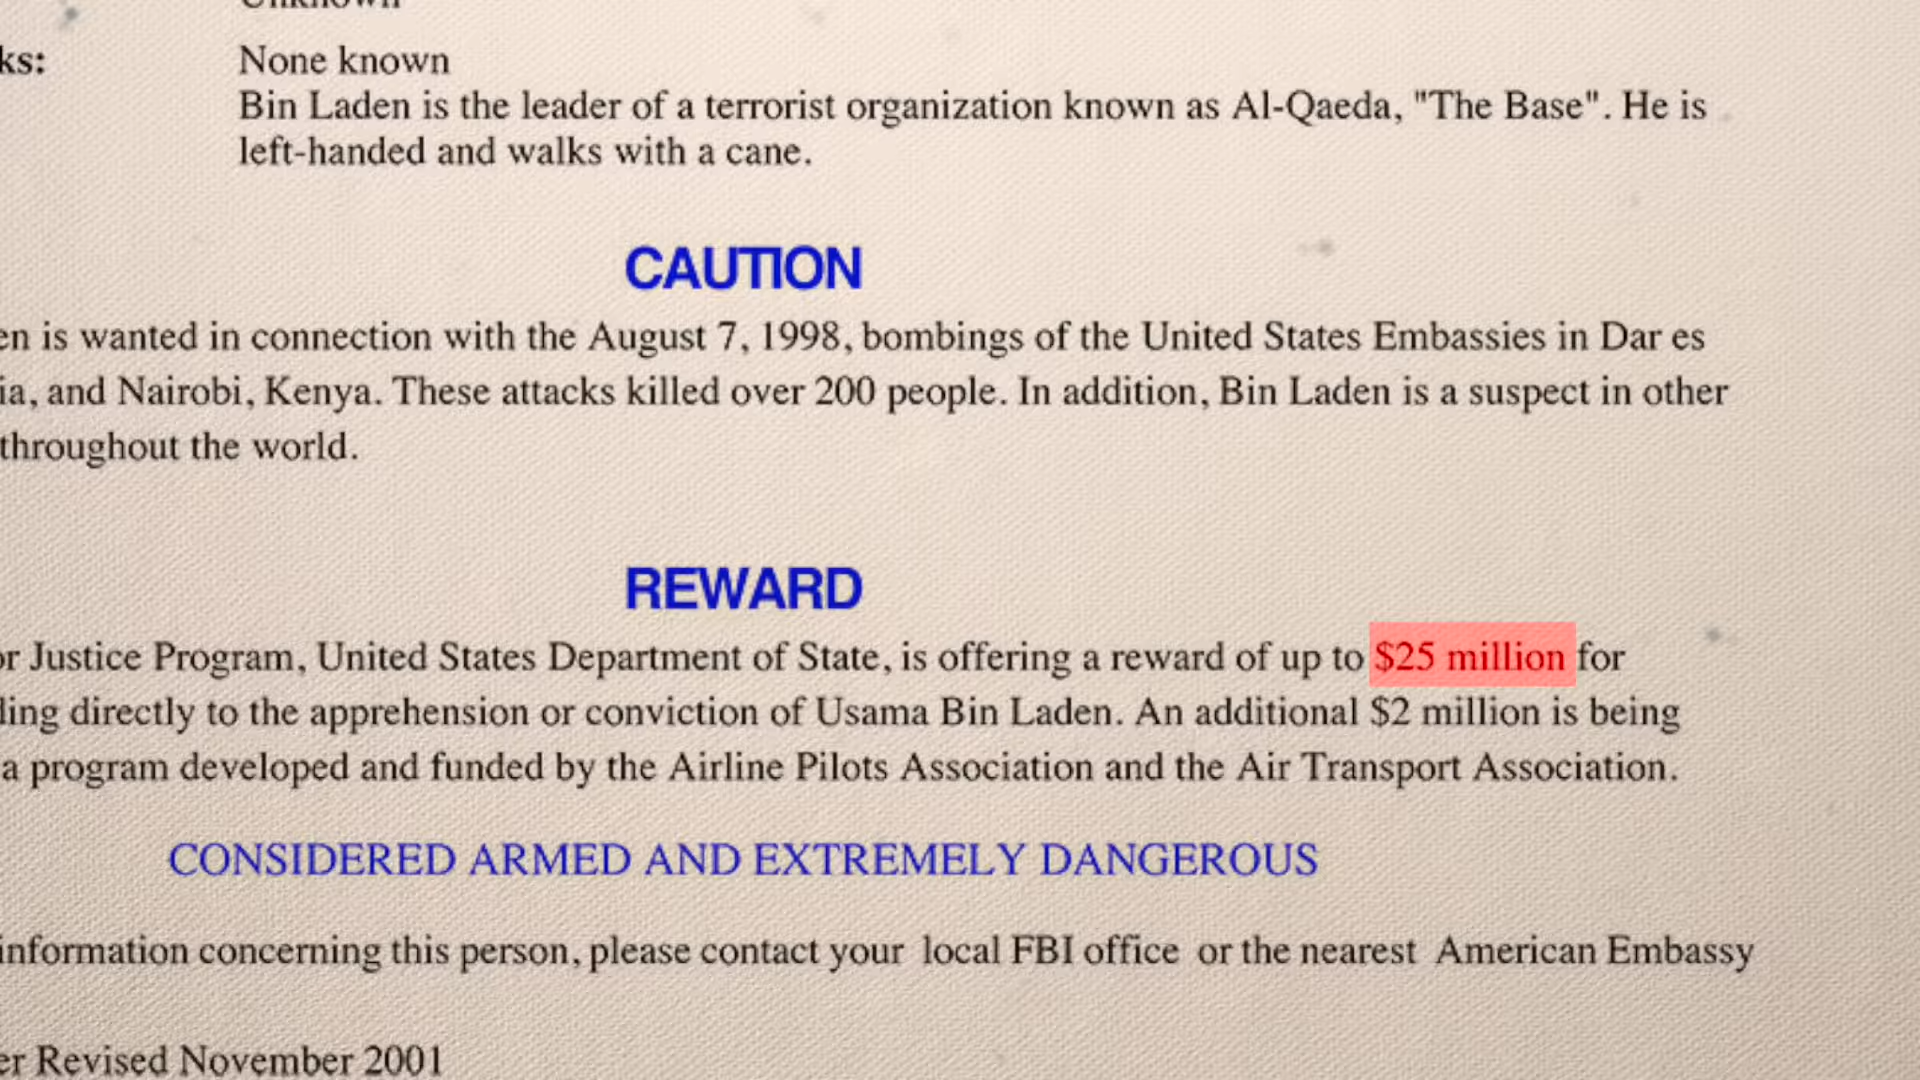 Unknown
ks: None known
Bin Laden is the leader of a terrorist organization known as Al-Qaeda, "The Base". He is
left-handed and walks with a cane.
CAUTION
en is wanted in connection with the August 7, 1998, bombings of the United States Embassies in Dar es
ia, and Nairobi, Kenya. These attacks killed over 200 people. In addition, Bin Laden is a suspect in other
throughout the world.
REWARD
or Justice Program, United States Department of State, is offering a reward of up to $25 million for
ding directly to the apprehension or conviction of Usama Bin Laden. An additional $2 million is being
a program developed and funded by the Airline Pilots Association and the Air Transport Association.
CONSIDERED ARMED AND EXTREMELY DANGEROUS
information concerning this person, please contact your local FBI office or the nearest American Embassy
er Revised November 2001